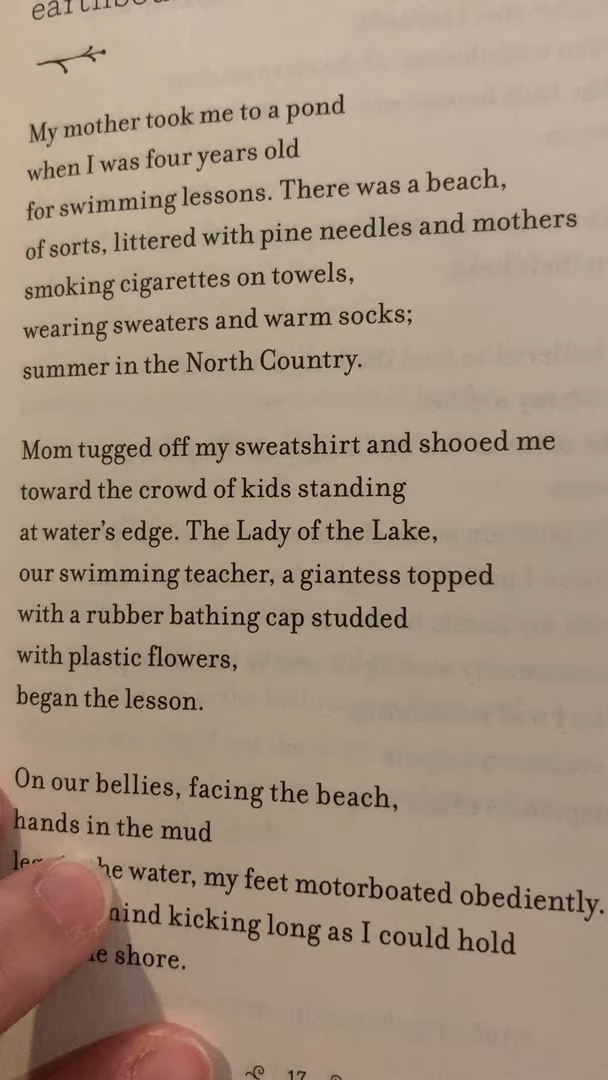 My mother took me to a pond
when I was four years old
for swimming lessons. There was a beach,
of sorts, littered with pine needles and mothers
smoking cigarettes on towels,
wearing sweaters and warm socks;
summer in the North Country.
Mom tugged off my sweatshirt and shooed me
toward the crowd of kids standing
at water’s edge. The Lady of the Lake,
our swimming teacher, a giantess topped
with a rubber bathing cap studded
with plastic flowers,
began the lesson.
On our bellies, facing the beach,
hands in the mud
water, my feet motorboated obediently.
kicking long as I could hold
shore.
17